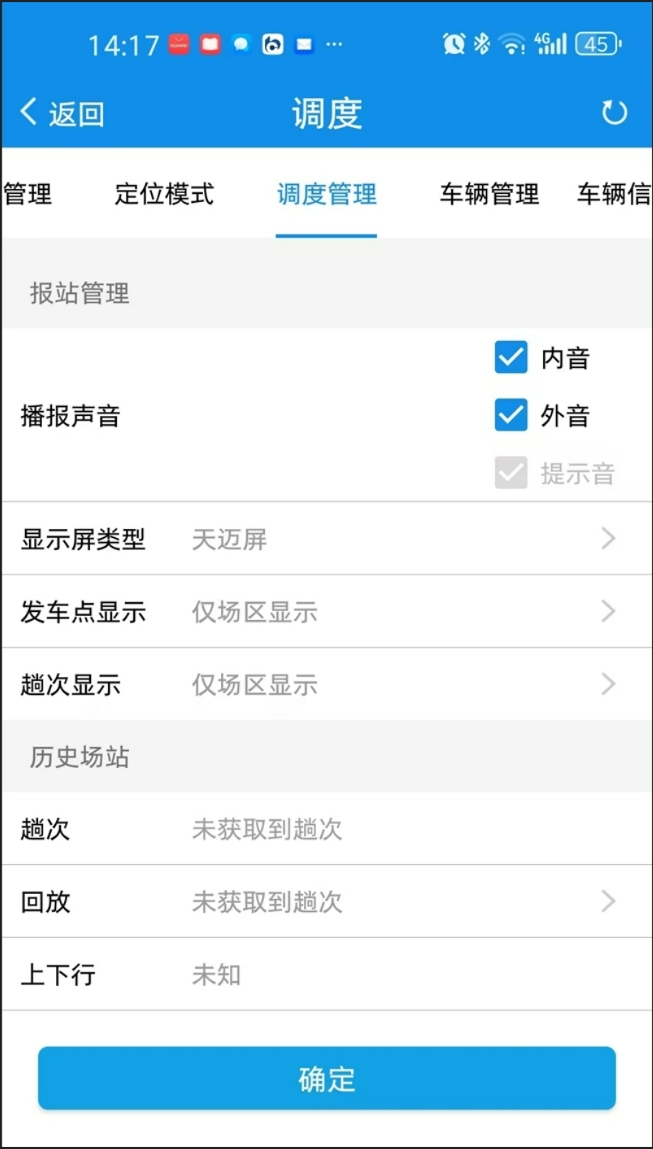 14:17 ... 4G 45
返回 调度
管理 定位模式 调度管理 车辆管理 车辆信
报站管理
内音
播报声音 外音
提示音
显示屏类型 天迈屏
发车点显示 仅场区显示
趟次显示 仅场区显示
历史场站
趟次 未获取到趟次
回放 未获取到趟次
上下行 未知
确定